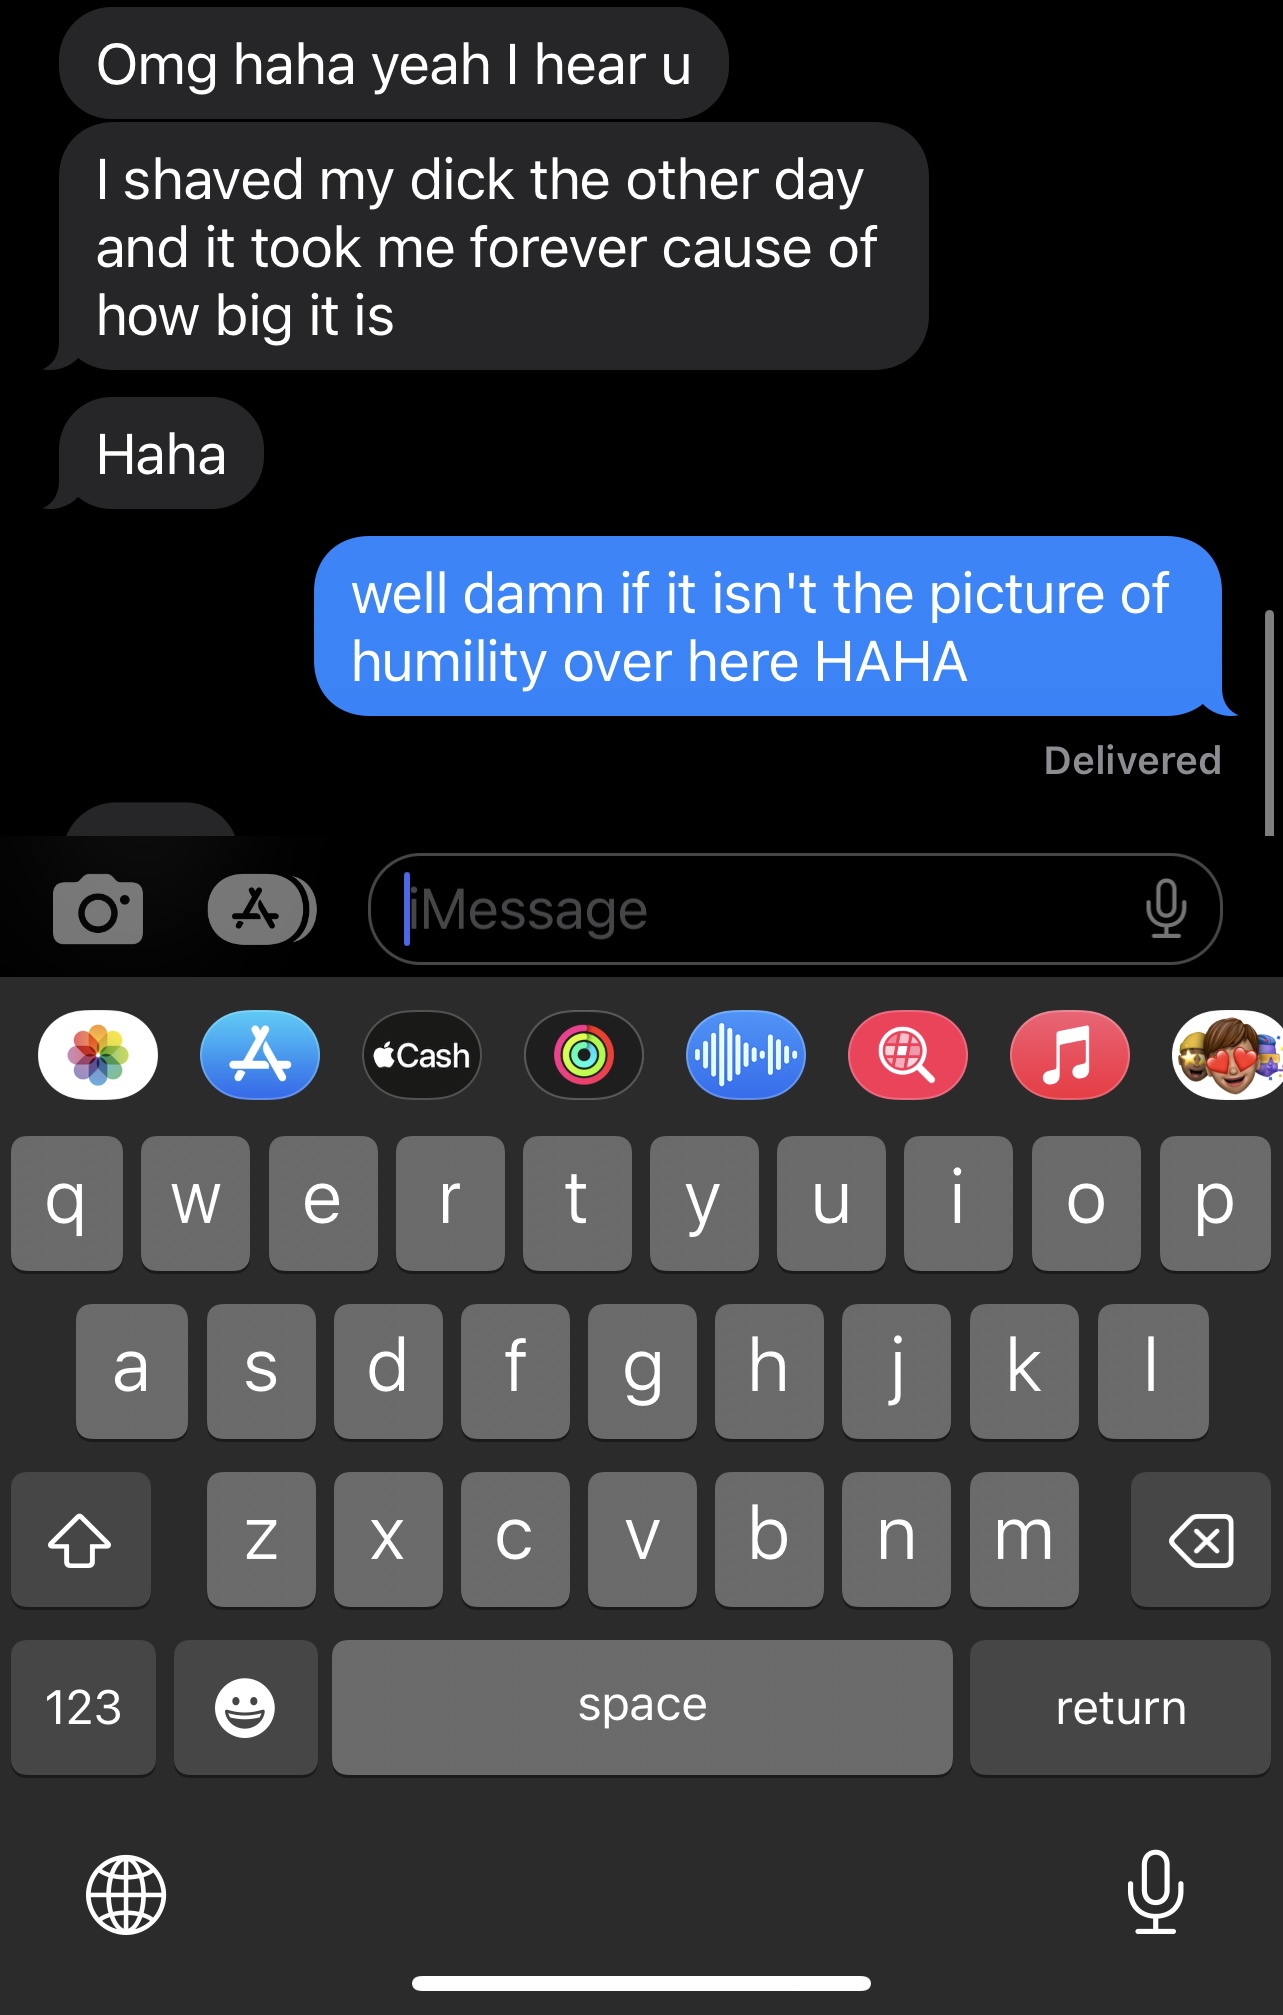 Omg haha yeah I hear u
I shaved my dick the other day
and it took me forever cause of
how big it is
Haha
well damn if it isn't the picture of
humility over here HAHA
Delivered
iMessage
Cash
q w e r t y u i o p
a s d f g h j k l
z x c v b n m
123 space return